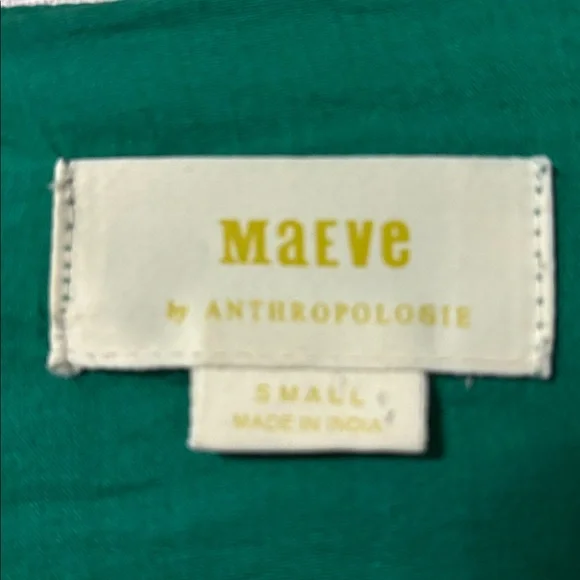 MaEVe
by ANTHROPOLOGIE
SMALL
MADE IN INDIA